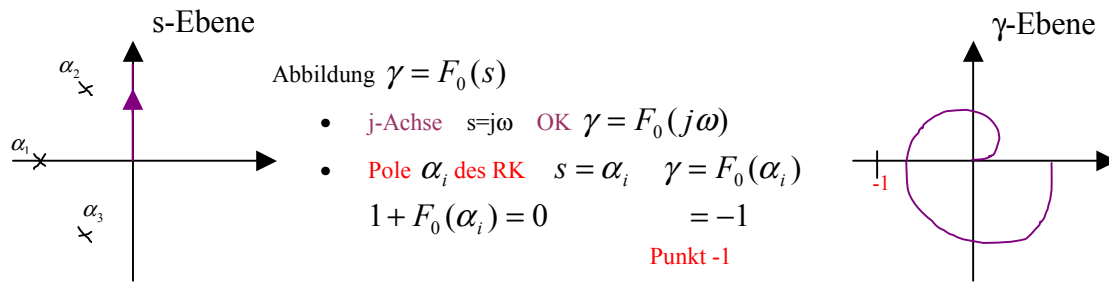 s-Ebene
α₂
α₁
α₃
Abbildung γ = F₀(s)
• j-Achse s=jω OK γ = F₀(jω)
• Pole αᵢ des RK s = αᵢ γ = F₀(αᵢ)
1 + F₀(αᵢ) = 0 = −1
Punkt -1
γ-Ebene
-1